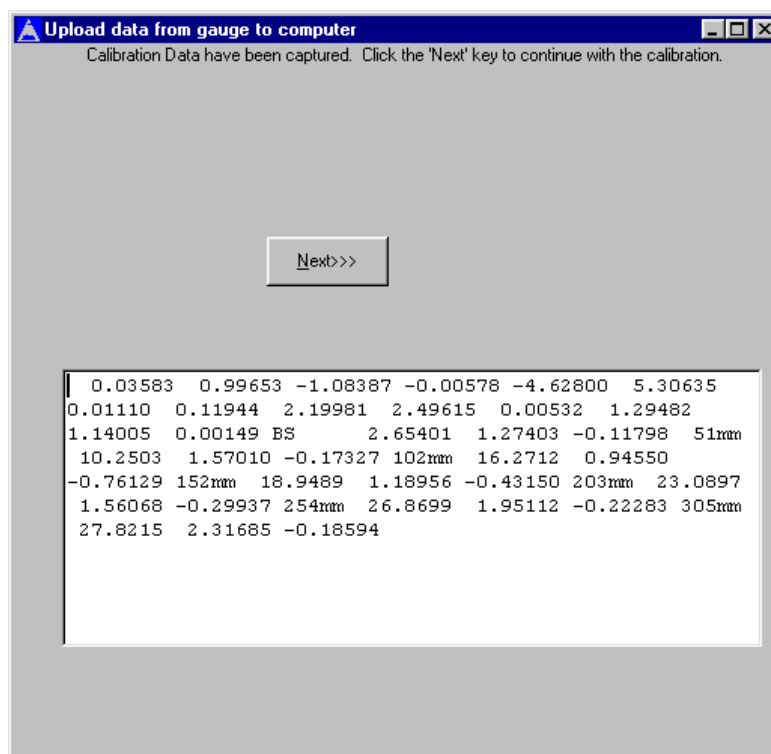 Upload data from gauge to computer
Calibration Data have been captured.  Click the 'Next' key to continue with the calibration.
Next>>>
0.03583  0.99653 -1.08387 -0.00578 -4.62800  5.30635
0.01110  0.11944  2.19981  2.49615  0.00532  1.29482
1.14005  0.00149 BS      2.65401  1.27403 -0.11798  51mm
10.2503  1.57010 -0.17327 102mm  16.2712  0.94550
-0.76129 152mm  18.9489  1.18956 -0.43150 203mm  23.0897
1.56068 -0.29937 254mm  26.8699  1.95112 -0.22283 305mm
27.8215  2.31685 -0.18594